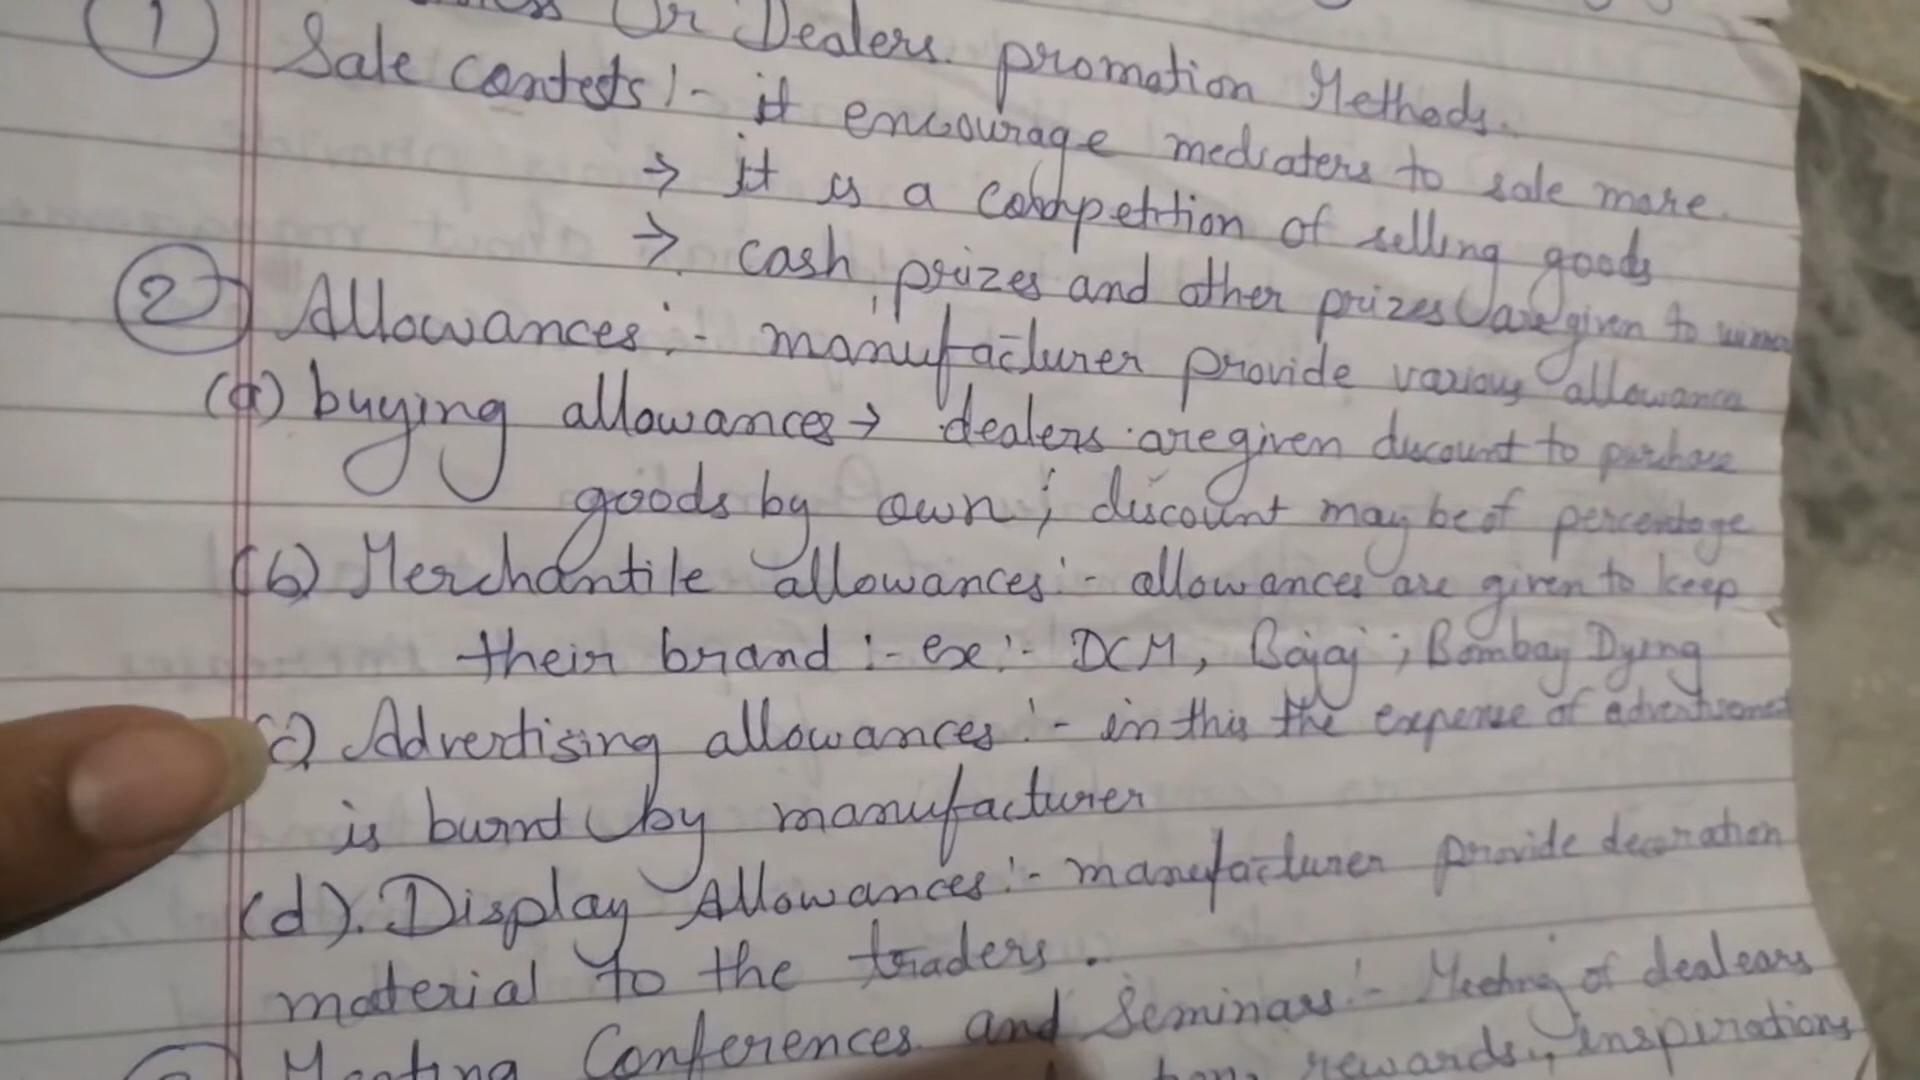 Or Dealers promotion Methods.
① Sale contests :- it encourage mediaters to sale more.
→ it is a competition of selling goods
→ cash prizes and other prizes are given to
② Allowances :- manufacturer provide various allowances
(a) buying allowances → dealers are given discount to purchase
goods by own ; discount may be of percentage
(b) Merchantile allowances :- allowances are given to keep
their brand :- ex :- DCM, Bajaj ; Bombay Dying
(c) Advertising allowances :- in this the expense of
is burnt by manufacturer
(d). Display Allowances :- manufacturer provide decoration
material to the traders.
Meeting Conferences and Seminars :- Meeting of dealears
rewards, inspirations